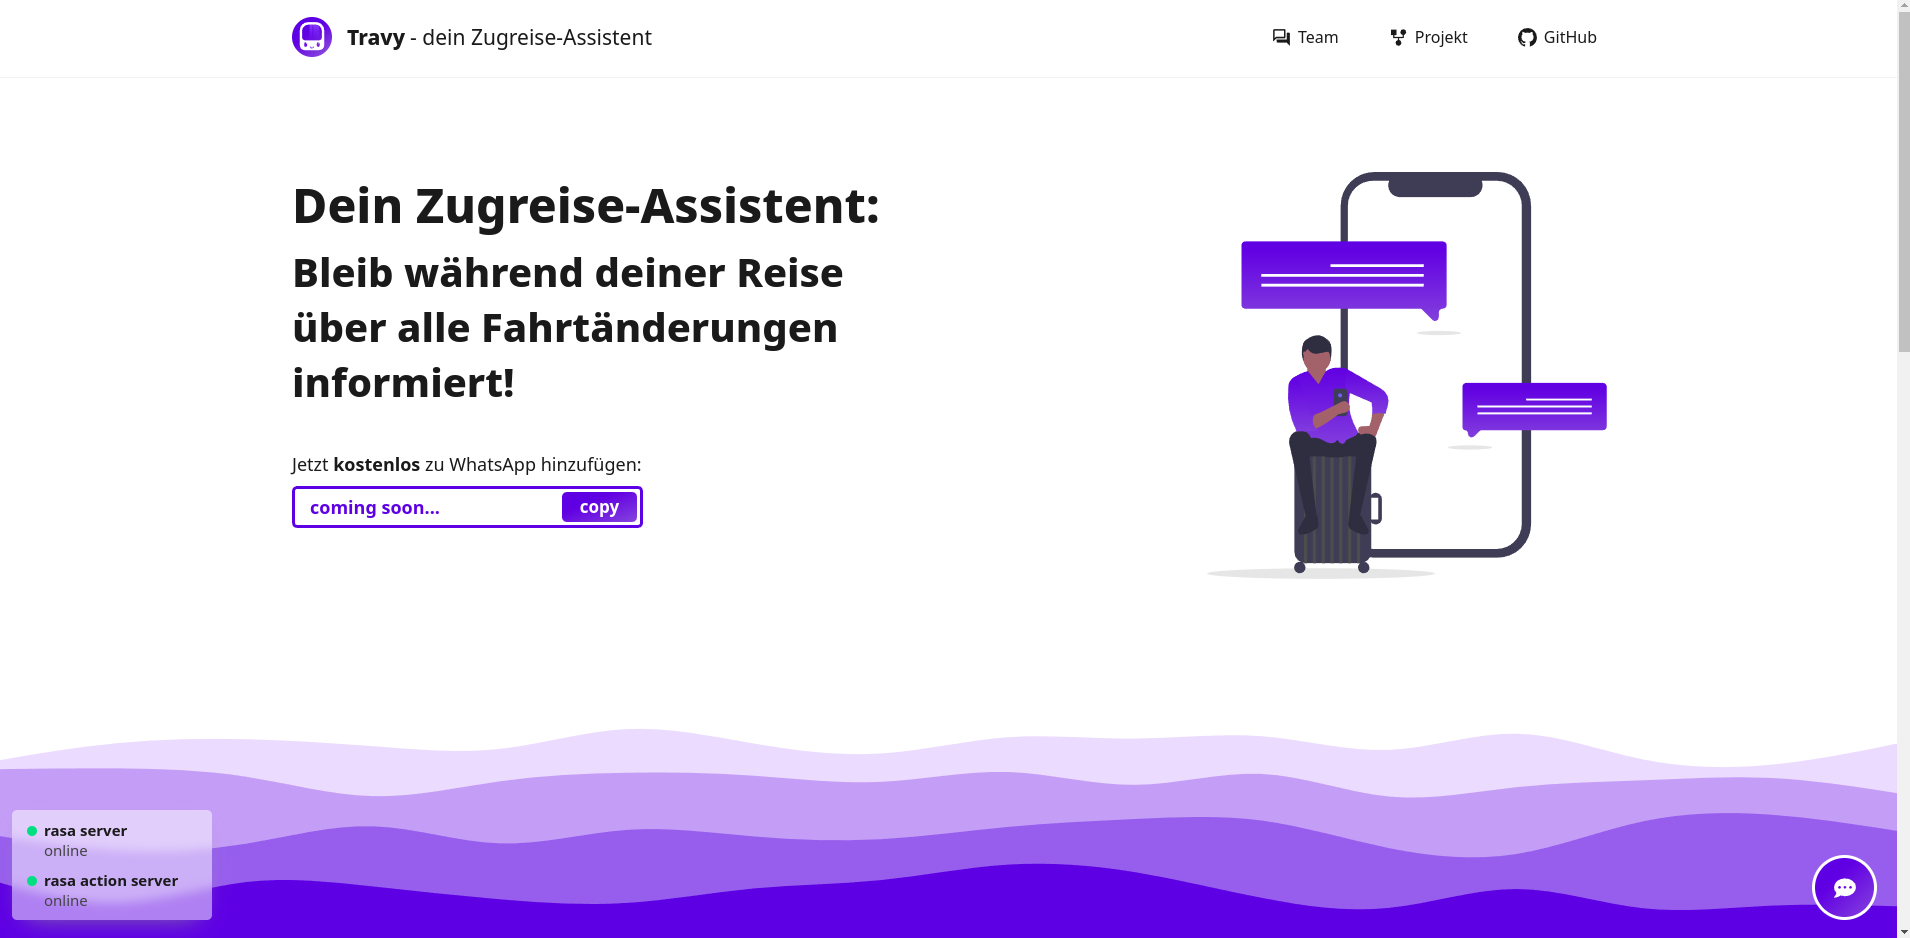 Travy - dein Zugreise-Assistent
Team
Projekt
GitHub
Dein Zugreise-Assistent:
Bleib während deiner Reise
über alle Fahrtänderungen
informiert!
Jetzt kostenlos zu WhatsApp hinzufügen:
coming soon...
copy
rasa server
online
rasa action server
online